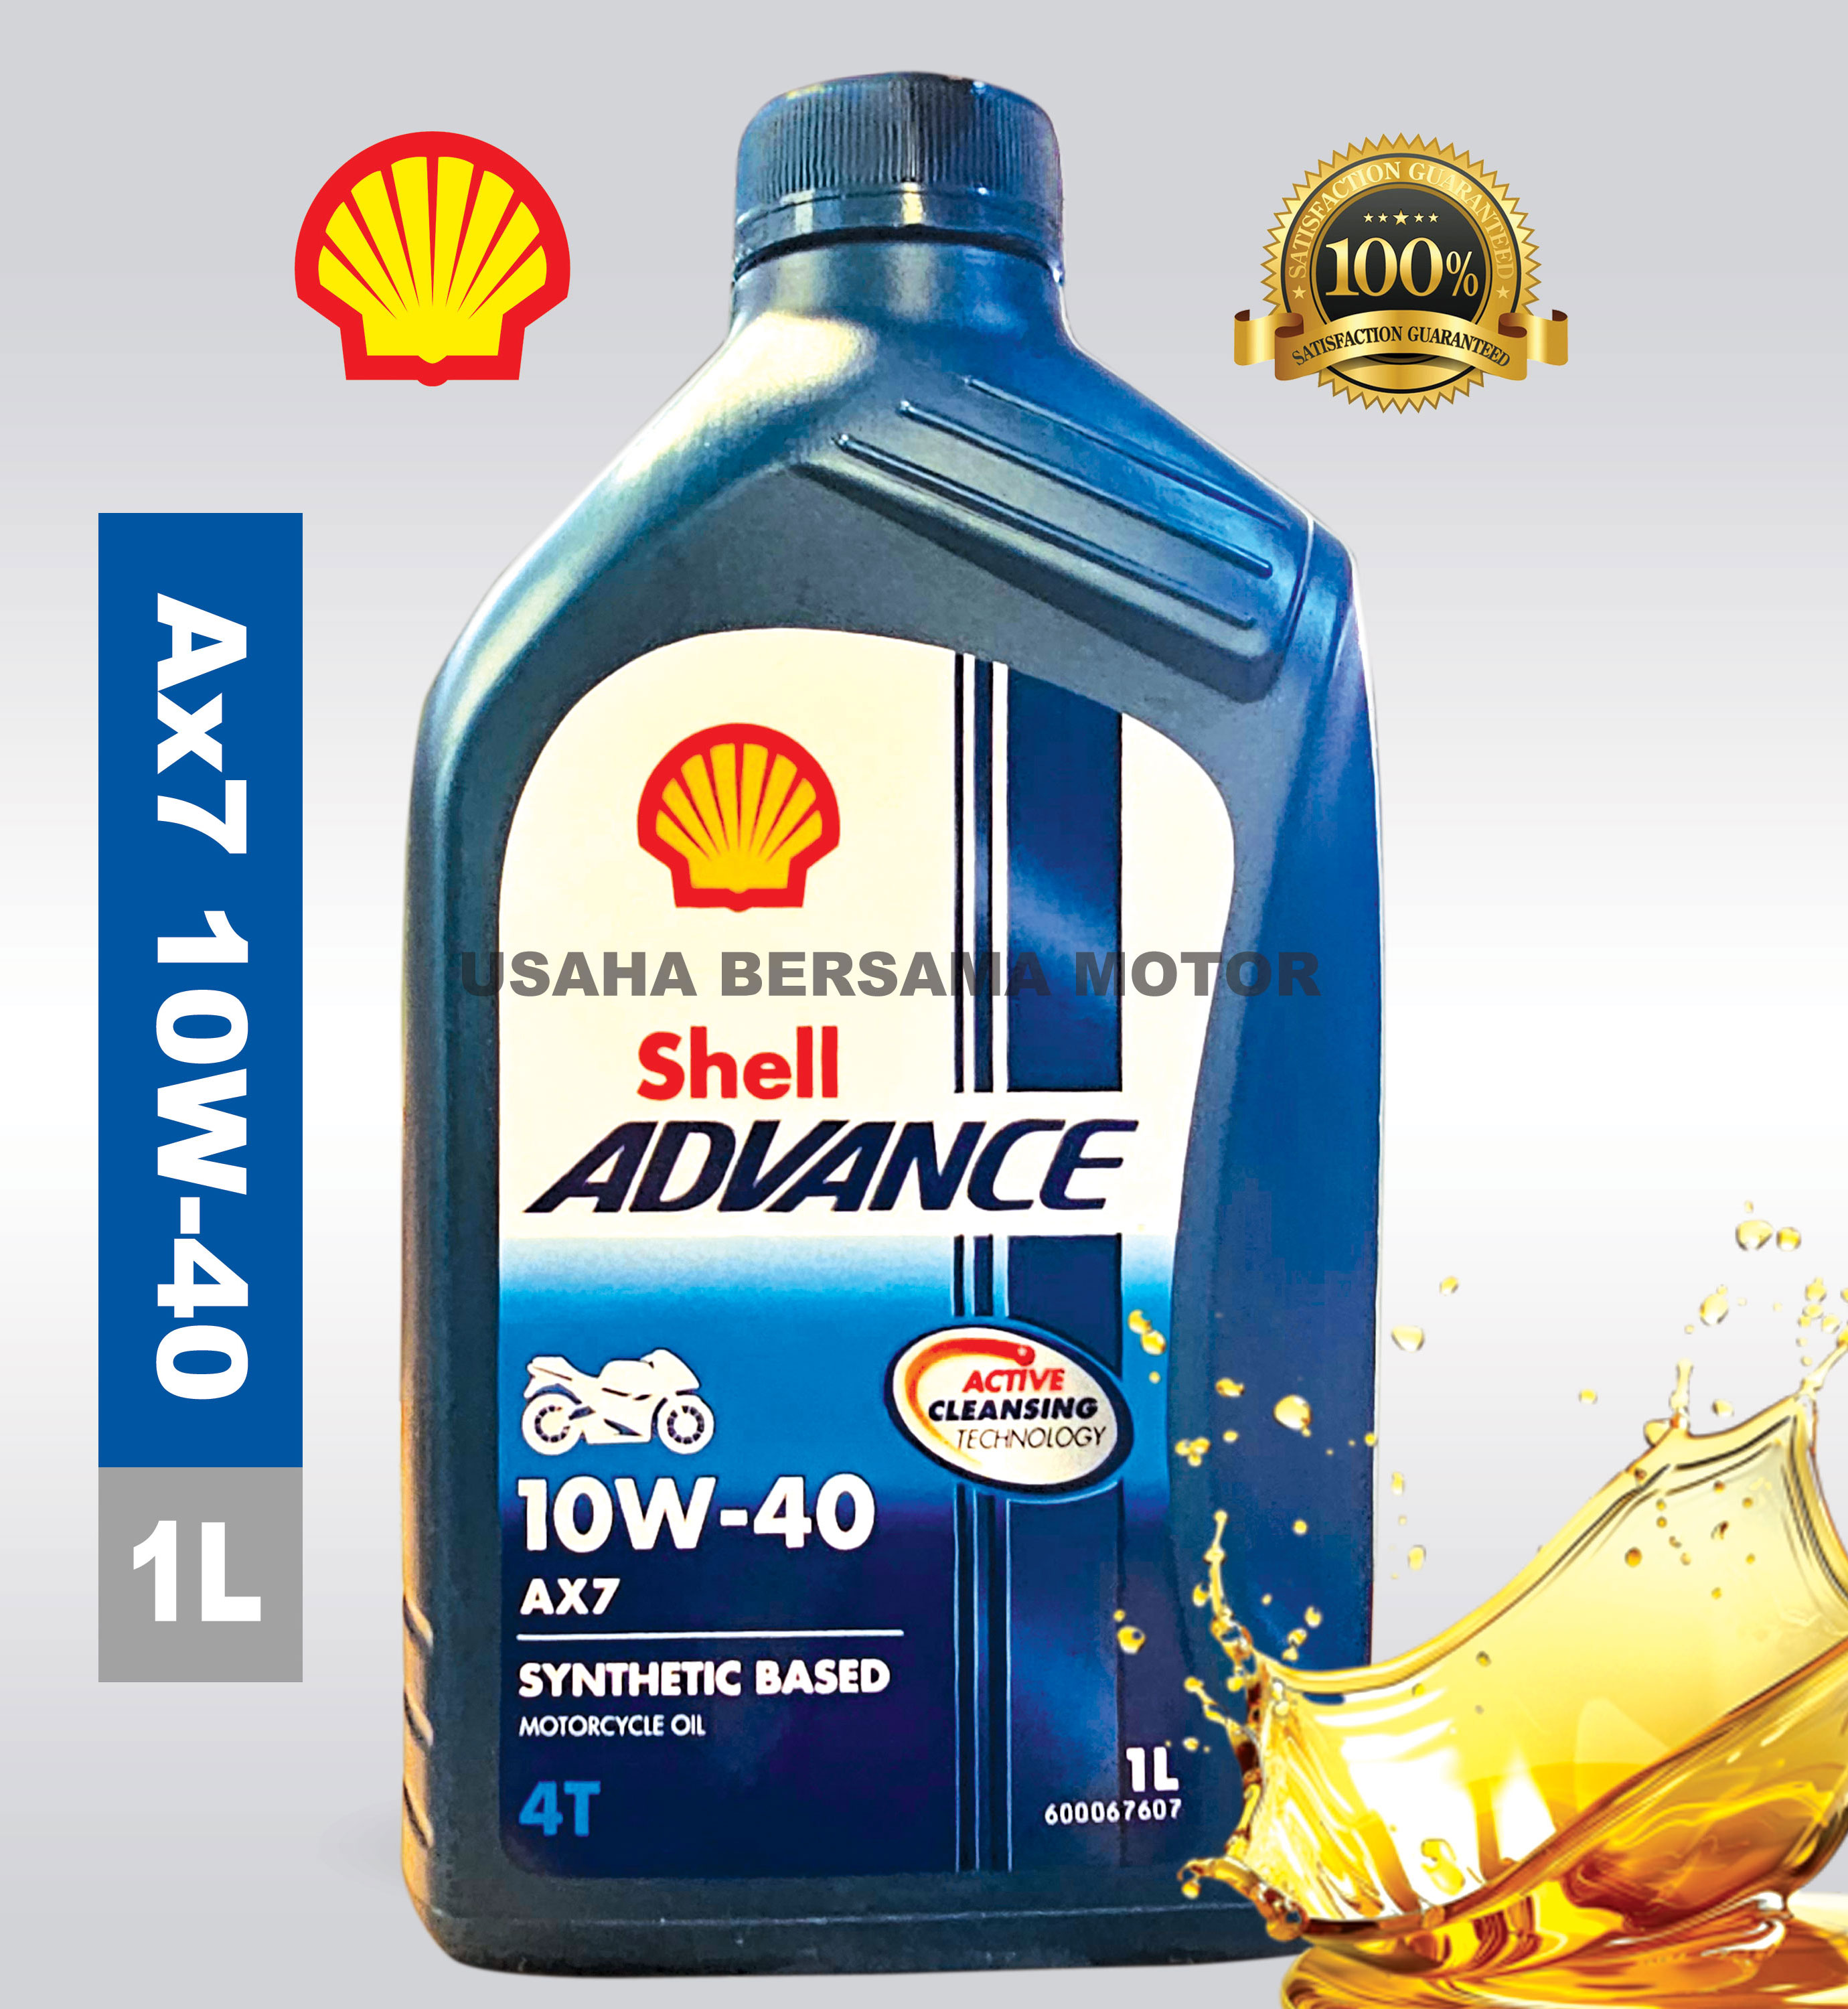 SATISFACTION GUARANTEED
100%
SATISFACTION GUARANTEED
Ax7 10W-40
1L
USAHA BERSAMA MOTOR
Shell
ADVANCE
ACTIVE
CLEANSING
TECHNOLOGY
10W-40
AX7
SYNTHETIC BASED
MOTORCYCLE OIL
4T
1L
600067607